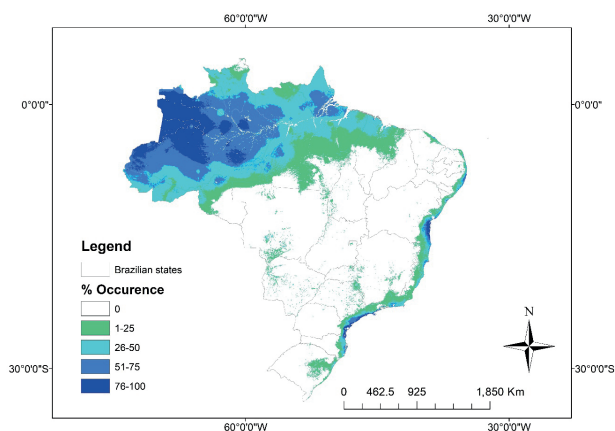 60°0'0"W 30°0'0"W
0°0'0" 0°0'0"
Legend
Brazilian states
% Occurence
0
1-25
26-50
51-75
76-100
N
30°0'0"S 30°0'0"S
0 462.5 925 1,850 Km
60°0'0"W 30°0'0"W